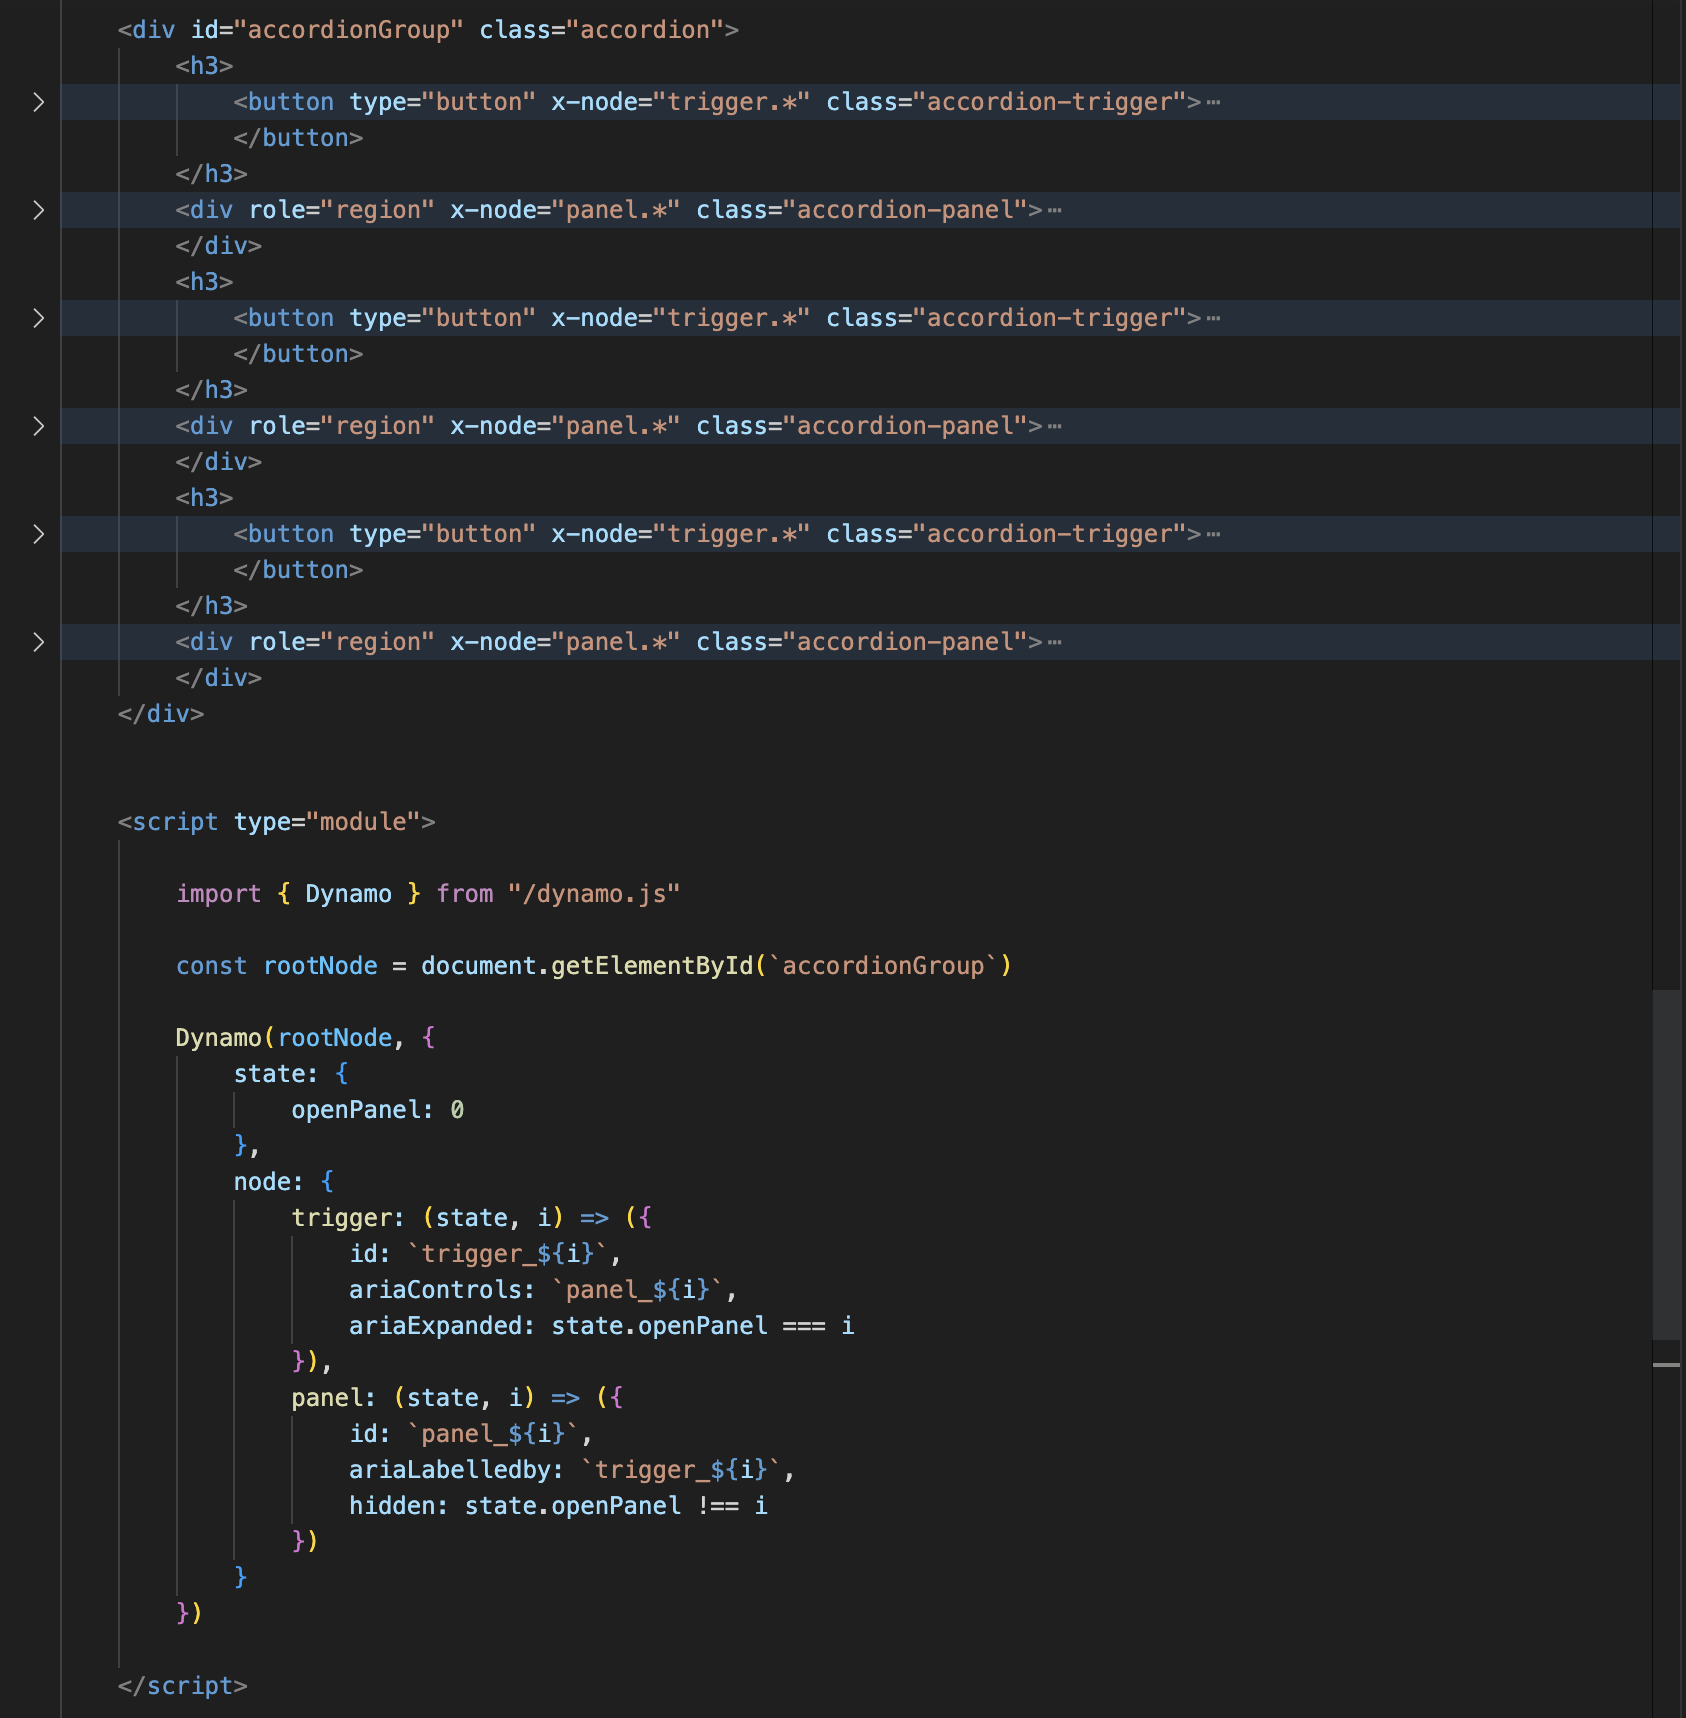 <div id="accordionGroup" class="accordion">
<h3>
<button type="button" x-node="trigger.*" class="accordion-trigger">⋯
</button>
</h3>
<div role="region" x-node="panel.*" class="accordion-panel">⋯
</div>
<h3>
<button type="button" x-node="trigger.*" class="accordion-trigger">⋯
</button>
</h3>
<div role="region" x-node="panel.*" class="accordion-panel">⋯
</div>
<h3>
<button type="button" x-node="trigger.*" class="accordion-trigger">⋯
</button>
</h3>
<div role="region" x-node="panel.*" class="accordion-panel">⋯
</div>
</div>
<script type="module">
import { Dynamo } from "/dynamo.js"
const rootNode = document.getElementById(`accordionGroup`)
Dynamo(rootNode, {
state: {
openPanel: 0
},
node: {
trigger: (state, i) => ({
id: `trigger_${i}`,
ariaControls: `panel_${i}`,
ariaExpanded: state.openPanel === i
}),
panel: (state, i) => ({
id: `panel_${i}`,
ariaLabelledby: `trigger_${i}`,
hidden: state.openPanel !== i
})
}
})
</script>